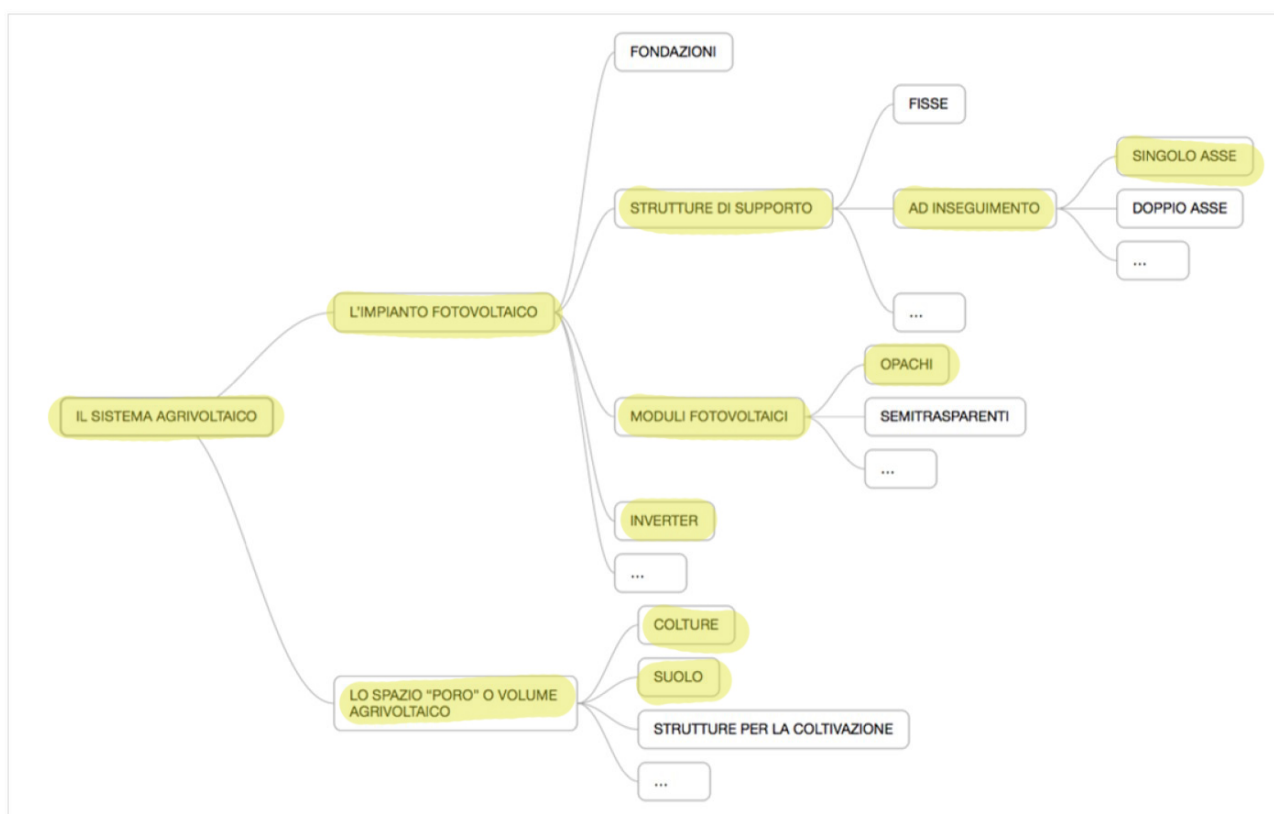 FONDAZIONI
FISSE
SINGOLO ASSE
STRUTTURE DI SUPPORTO
AD INSEGUIMENTO
DOPPIO ASSE
...
...
L'IMPIANTO FOTOVOLTAICO
OPACHI
IL SISTEMA AGRIVOLTAICO
MODULI FOTOVOLTAICI
SEMITRASPARENTI
...
INVERTER
...
COLTURE
LO SPAZIO "PORO" O VOLUME
AGRIVOLTAICO
SUOLO
STRUTTURE PER LA COLTIVAZIONE
...